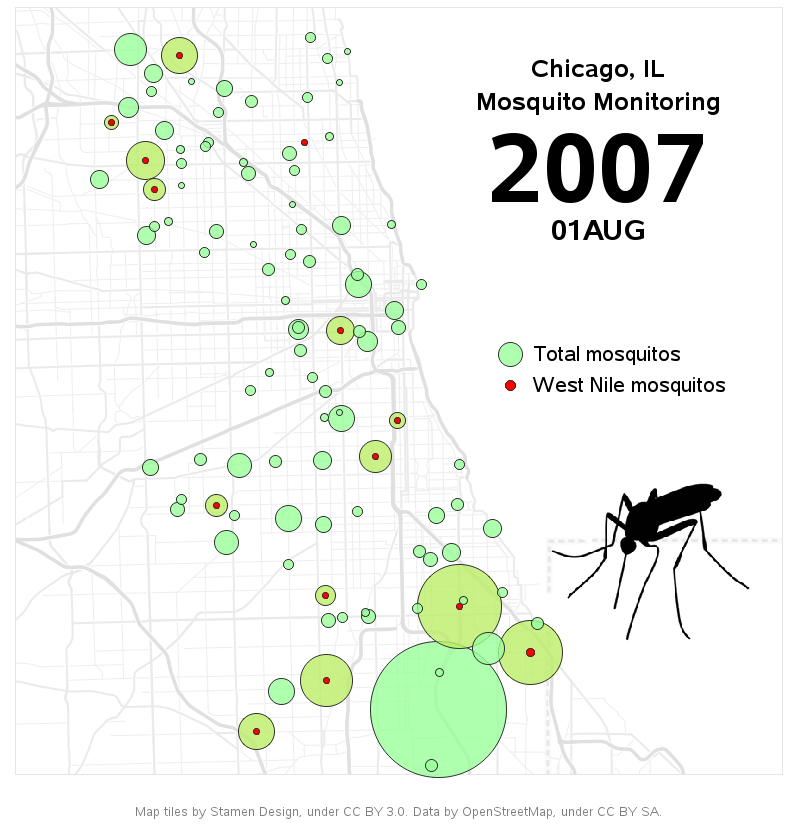 Chicago, IL
Mosquito Monitoring
2007
01AUG
Total mosquitos
West Nile mosquitos
Map tiles by Stamen Design, under CC BY 3.0. Data by OpenStreetMap, under CC BY SA.